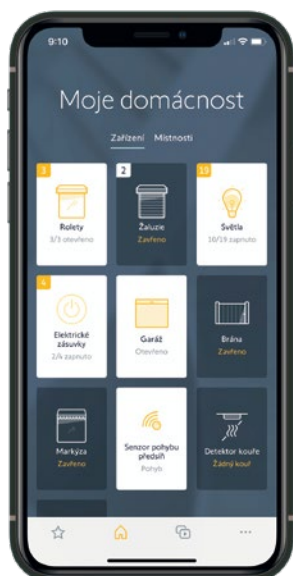 9:10
Moje domácnost
Zařízení Místnosti
3 2 19
Rolety Žaluzie Světla
3/3 otevřeno Zavřeno 10/19 zapnuto
4
Elektrické zásuvky Garáž Brána
2/4 zapnuto Otevřeno Zavřeno
Markýza Senzor pohybu předsíň Detektor kouře
Zavřeno Pohyb Žádný kouř